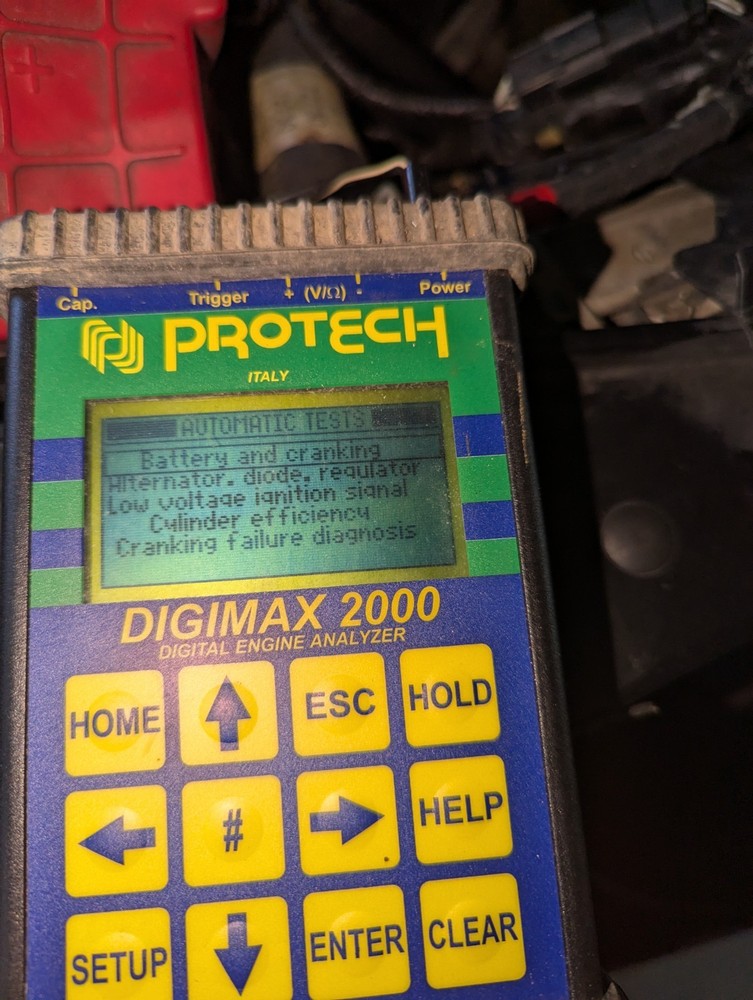 +
Cap. Trigger + (V/Ω) - Power
PROTECH
ITALY
AUTOMATIC TESTS
Battery and cranking
Alternator, diode, regulator
Low voltage ignition signal
Cylinder efficiency
Cranking failure diagnosis
DIGIMAX 2000
DIGITAL ENGINE ANALYZER
HOME ESC HOLD
# HELP
SETUP ENTER CLEAR